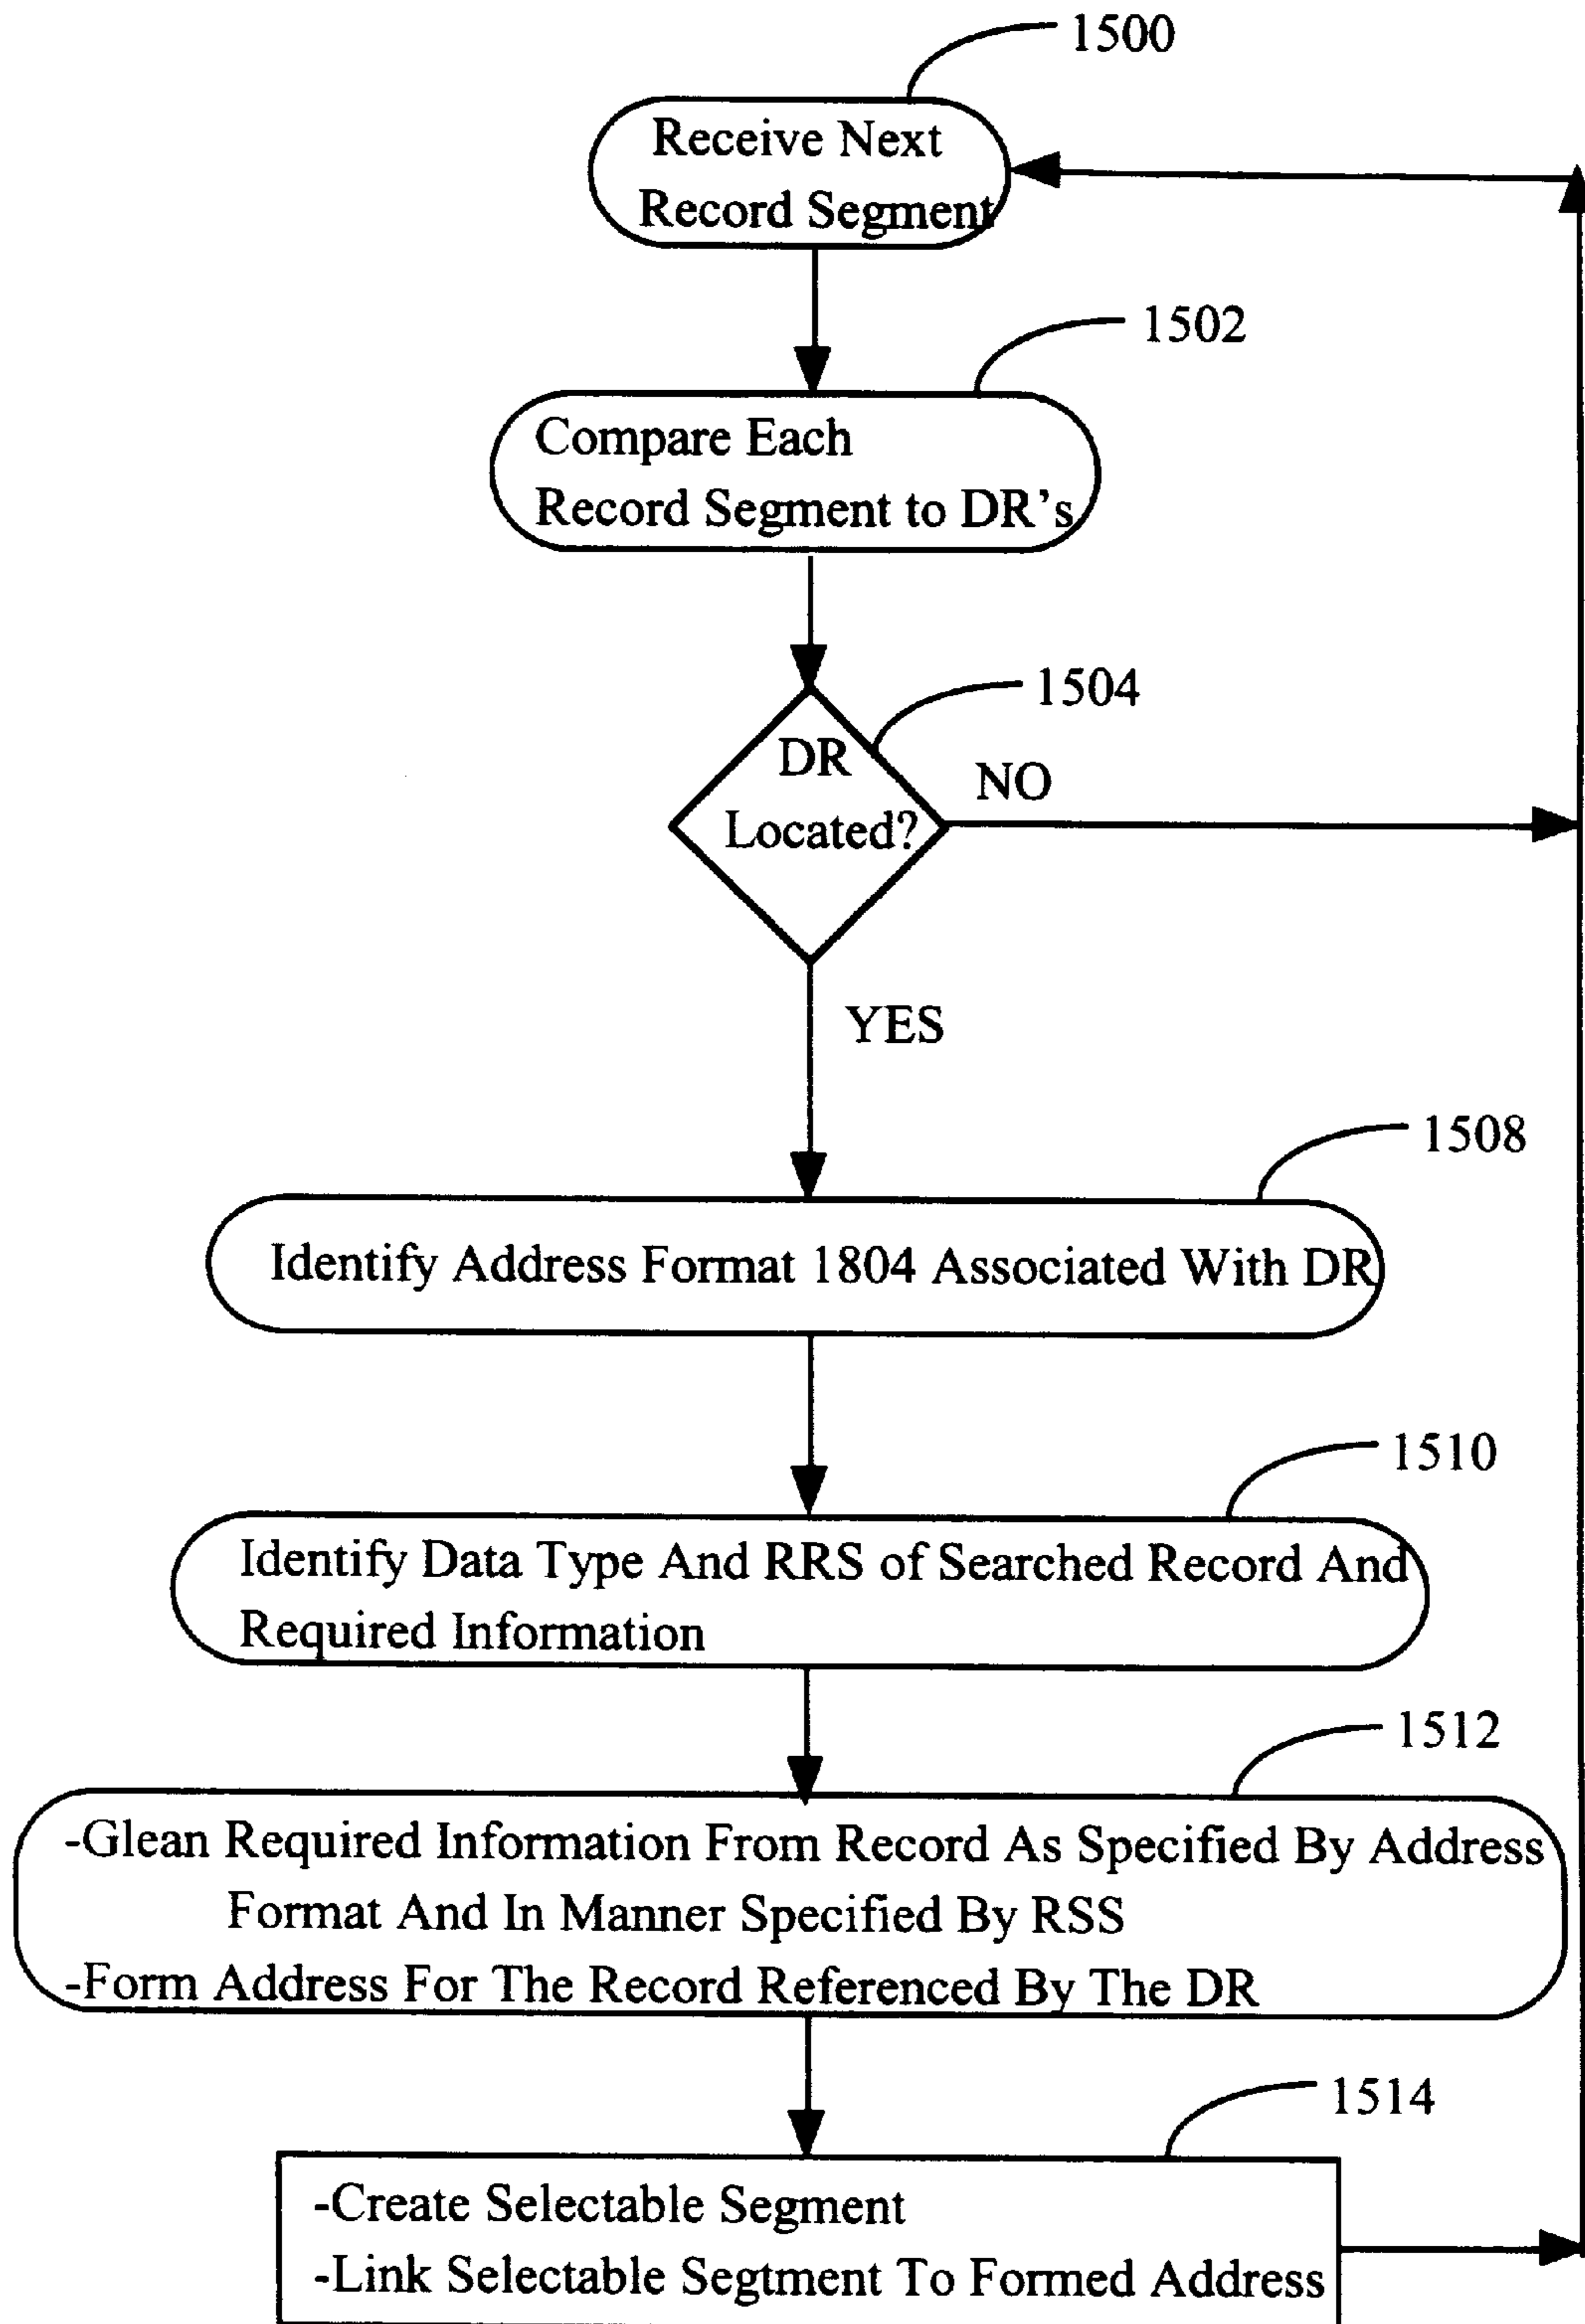 1500
Receive Next
Record Segment
1502
Compare Each
Record Segment to DR's
1504
DR
Located?
NO
YES
1508
Identify Address Format 1804 Associated With DR
1510
Identify Data Type And RRS of Searched Record And
Required Information
1512
-Glean Required Information From Record As Specified By Address
Format And In Manner Specified By RSS
-Form Address For The Record Referenced By The DR
1514
-Create Selectable Segment
-Link Selectable Segtment To Formed Address